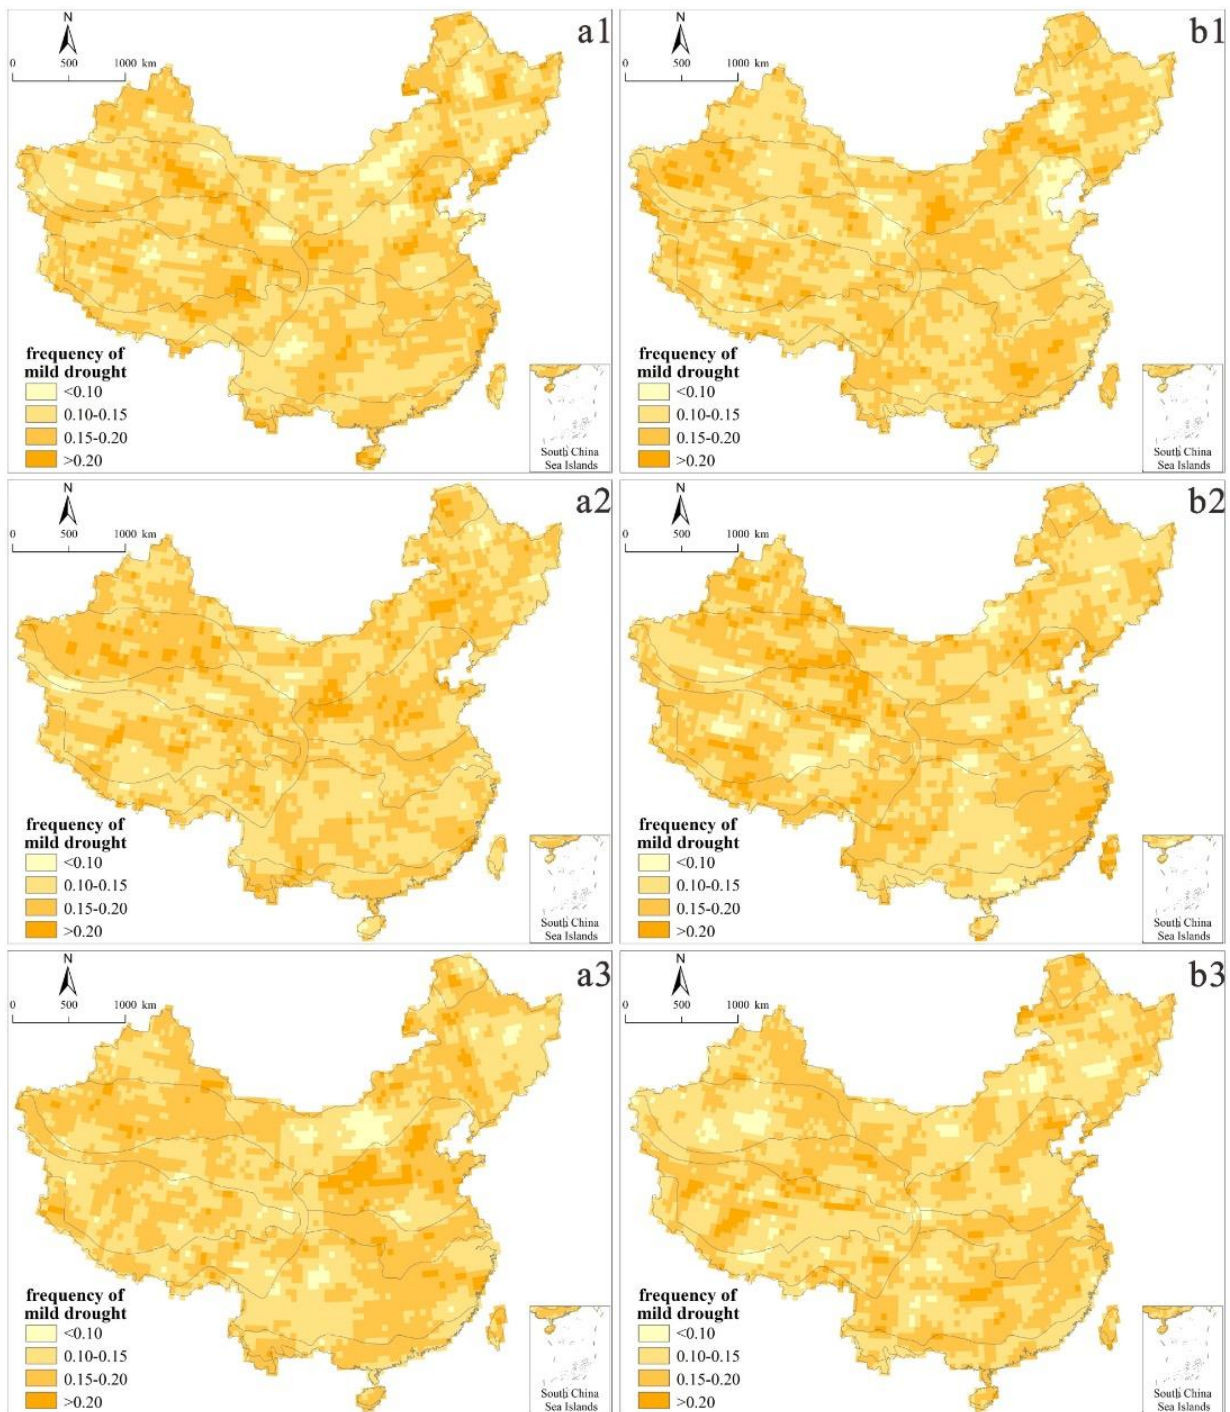 a1
N
0 500 1000 km
frequency of
mild drought
<0.10
0.10-0.15
0.15-0.20
>0.20
South China
Sea Islands
b1
N
0 500 1000 km
frequency of
mild drought
<0.10
0.10-0.15
0.15-0.20
>0.20
South China
Sea Islands
a2
N
0 500 1000 km
frequency of
mild drought
<0.10
0.10-0.15
0.15-0.20
>0.20
South China
Sea Islands
b2
N
0 500 1000 km
frequency of
mild drought
<0.10
0.10-0.15
0.15-0.20
>0.20
South China
Sea Islands
a3
N
0 500 1000 km
frequency of
mild drought
<0.10
0.10-0.15
0.15-0.20
>0.20
South China
Sea Islands
b3
N
0 500 1000 km
frequency of
mild drought
<0.10
0.10-0.15
0.15-0.20
>0.20
South China
Sea Islands